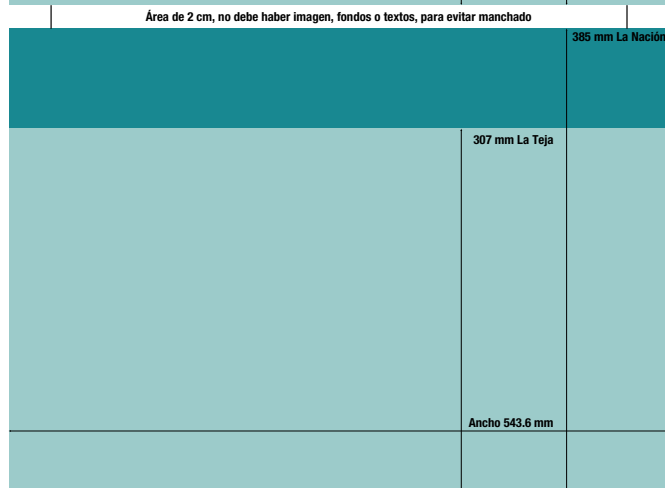 Área de 2 cm, no debe haber imagen, fondos o textos, para evitar manchado
385 mm La Nación
307 mm La Teja
Ancho 543.6 mm